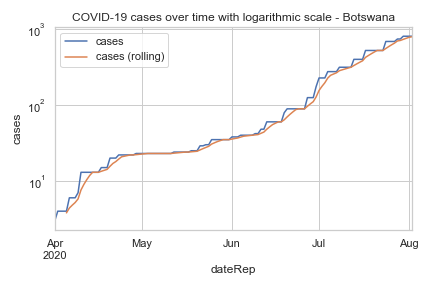 COVID-19 cases over time with logarithmic scale - Botswana
cases
cases (rolling)
10³
10²
10¹
cases
Apr
2020
May
Jun
Jul
Aug
dateRep